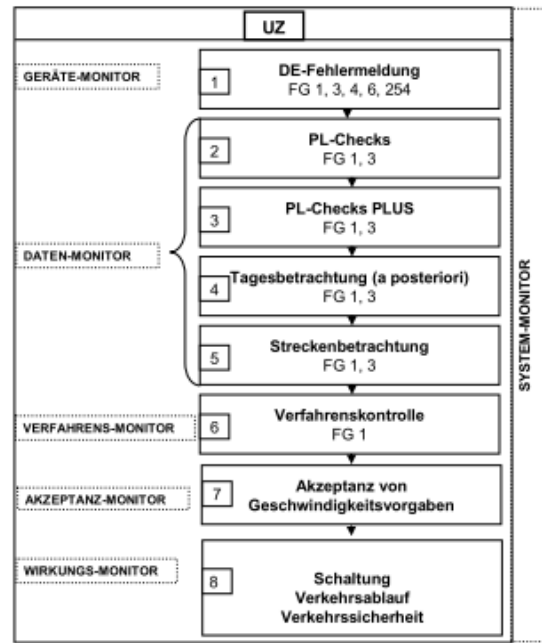 UZ
GERÄTE-MONITOR
1
DE-Fehlermeldung
FG 1, 3, 4, 6, 254
2
PL-Checks
FG 1, 3
3
PL-Checks PLUS
FG 1, 3
DATEN-MONITOR
4
Tagesbetrachtung (a posteriori)
FG 1, 3
5
Streckenbetrachtung
FG 1, 3
VERFAHRENS-MONITOR
6
Verfahrenskontrolle
FG 1
AKZEPTANZ-MONITOR
7
Akzeptanz von
Geschwindigkeitsvorgaben
WIRKUNGS-MONITOR
8
Schaltung
Verkehrsablauf
Verkehrssicherheit
SYSTEM-MONITOR